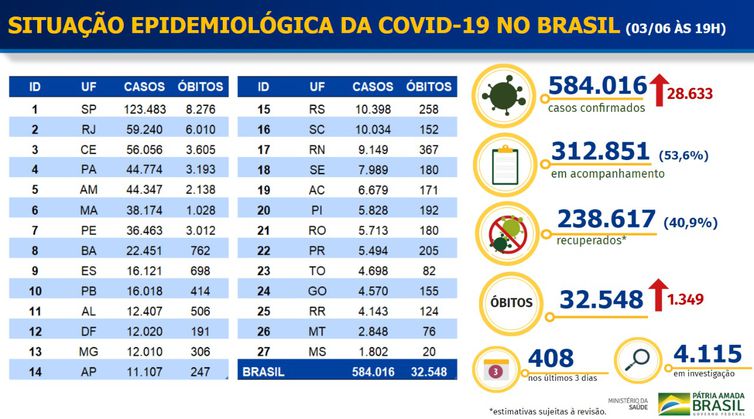 SITUAÇÃO EPIDEMIOLÓGICA DA COVID-19 NO BRASIL (03/06 ÀS 19H)
ID UF CASOS ÓBITOS
1 SP 123.483 8.276
2 RJ 59.240 6.010
3 CE 56.056 3.605
4 PA 44.774 3.193
5 AM 44.347 2.138
6 MA 38.174 1.028
7 PE 36.463 3.012
8 BA 22.451 762
9 ES 16.121 698
10 PB 16.018 414
11 AL 12.407 506
12 DF 12.020 191
13 MG 12.010 306
14 AP 11.107 247
ID UF CASOS ÓBITOS
15 RS 10.398 258
16 SC 10.034 152
17 RN 9.149 367
18 SE 7.989 180
19 AC 6.679 171
20 PI 5.828 192
21 RO 5.713 180
22 PR 5.494 205
23 TO 4.698 82
24 GO 4.570 155
25 RR 4.143 124
26 MT 2.848 76
27 MS 1.802 20
BRASIL 584.016 32.548
584.016 28.633
casos confirmados
312.851 (53,6%)
em acompanhamento
238.617 (40,9%)
recuperados*
ÓBITOS 32.548 1.349
3 408
nos últimos 3 dias
4.115
em investigação
*estimativas sujeitas à revisão.
MINISTÉRIO DA
SAÚDE
PÁTRIA AMADA
BRASIL
GOVERNO FEDERAL